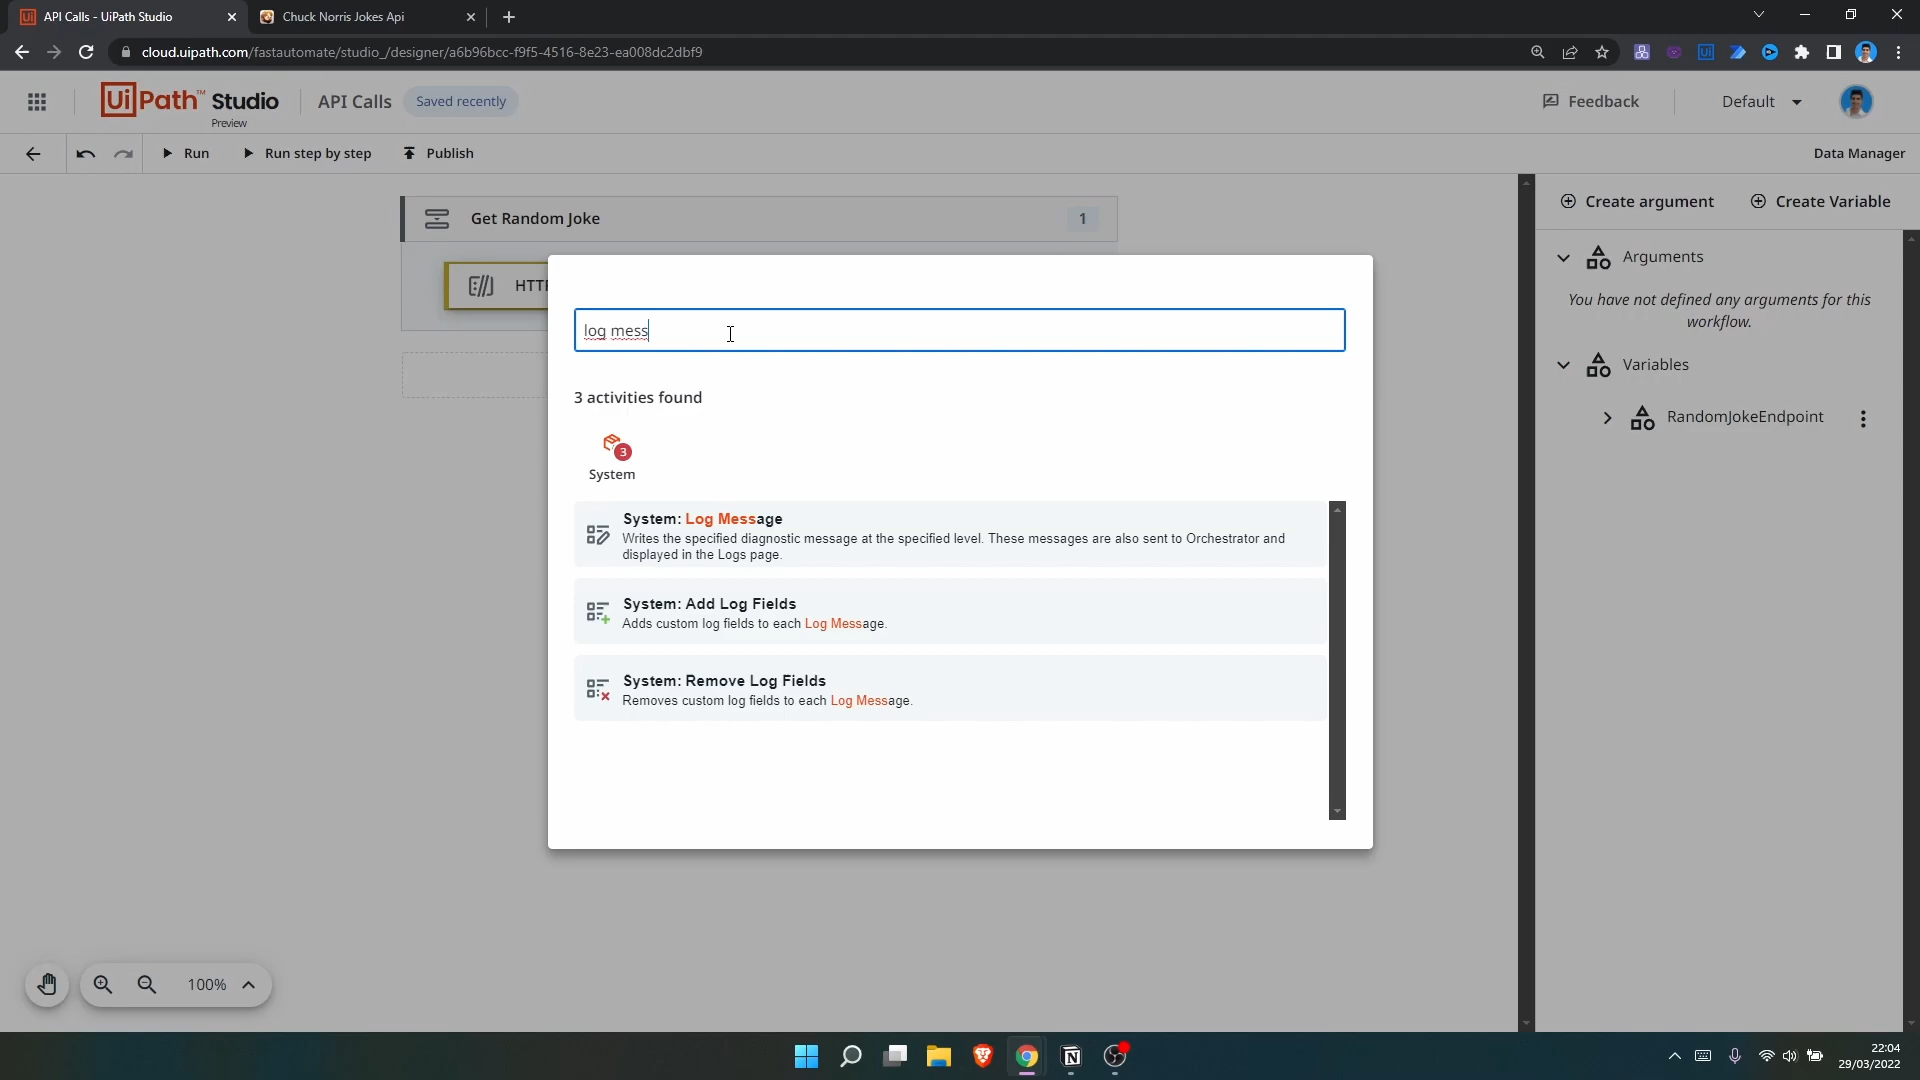 API Calls - UiPath Studio
Chuck Norris Jokes Api
cloud.uipath.com/fastautomate/studio_/designer/a6b96bcc-f9f5-4516-8e23-ea008dc2dbf9
UiPath™ Studio
Preview
API Calls
Saved recently
Feedback
Default
Run
Run step by step
Publish
Data Manager
Get Random Joke
1
HTT
log mess
3 activities found
3
System
System: Log Message
Writes the specified diagnostic message at the specified level. These messages are also sent to Orchestrator and
displayed in the Logs page.
System: Add Log Fields
Adds custom log fields to each Log Message.
System: Remove Log Fields
Removes custom log fields to each Log Message.
Create argument
Create Variable
Arguments
You have not defined any arguments for this
workflow.
Variables
RandomJokeEndpoint
100%
22:04
29/03/2022